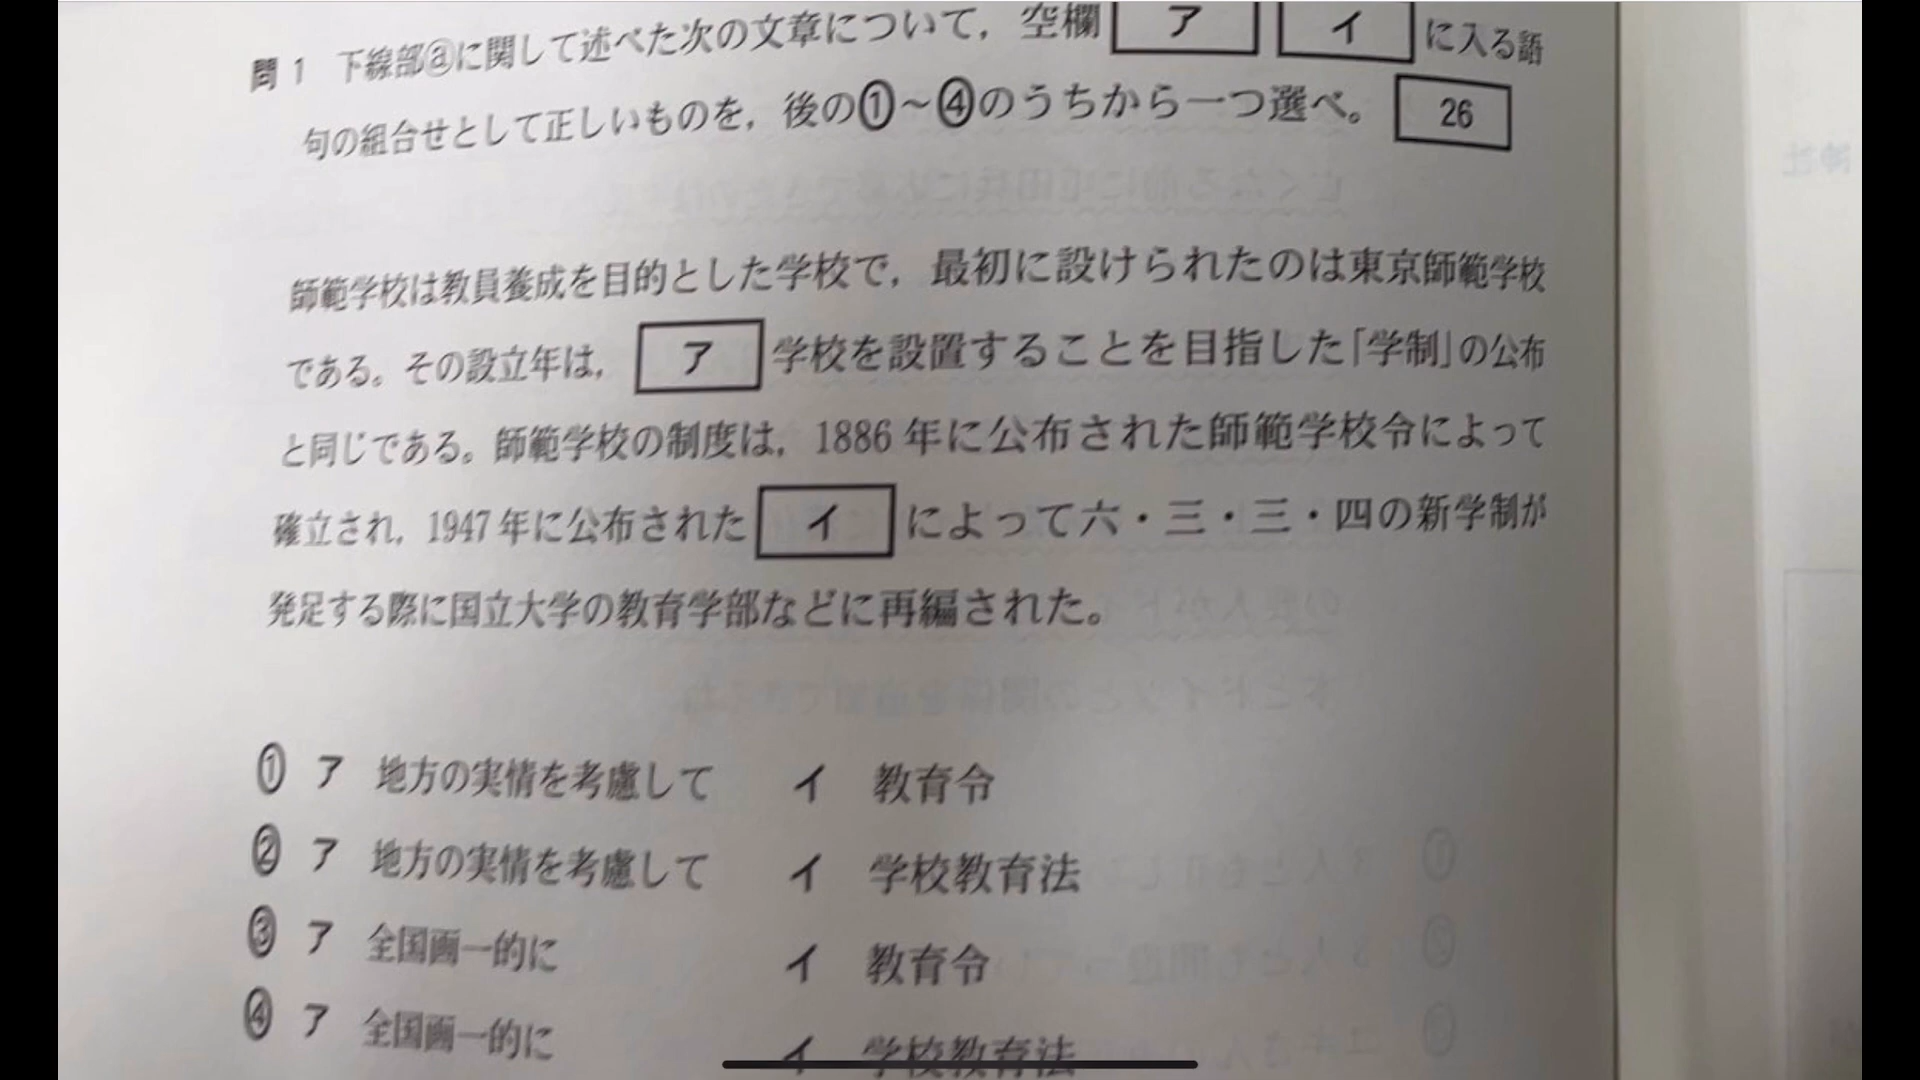 問1 下線部ⓐに関して述べた次の文章について，空欄 ア イ に入る語
句の組合せとして正しいものを，後の①～④のうちから一つ選べ。 26
師範学校は教員養成を目的とした学校で，最初に設けられたのは東京師範学校
である。その設立年は， ア 学校を設置することを目指した「学制」の公布
と同じである。師範学校の制度は，1886年に公布された師範学校令によって
確立され，1947年に公布された イ によって六・三・三・四の新学制が
発足する際に国立大学の教育学部などに再編された。
① ア 地方の実情を考慮して イ 教育令
② ア 地方の実情を考慮して イ 学校教育法
③ ア 全国画一的に イ 教育令
④ ア 全国画一的に イ 学校教育法